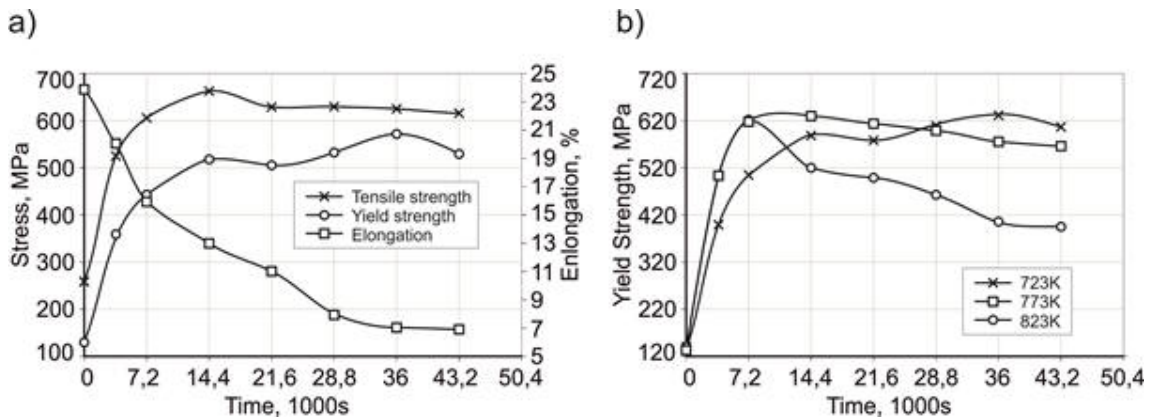 a)
Stress, MPa
700
600
500
400
300
200
100
25
23
21
19
17
15
13
11
9
7
5
Enlongation, %
Tensile strength
Yield strength
Elongation
0 7,2 14,4 21,6 28,8 36 43,2 50,4
Time, 1000s
b)
Yield Strength, MPa
720
620
520
420
320
220
120
723K
773K
823K
0 7,2 14,4 21,6 28,8 36 43,2 50,4
Time, 1000s